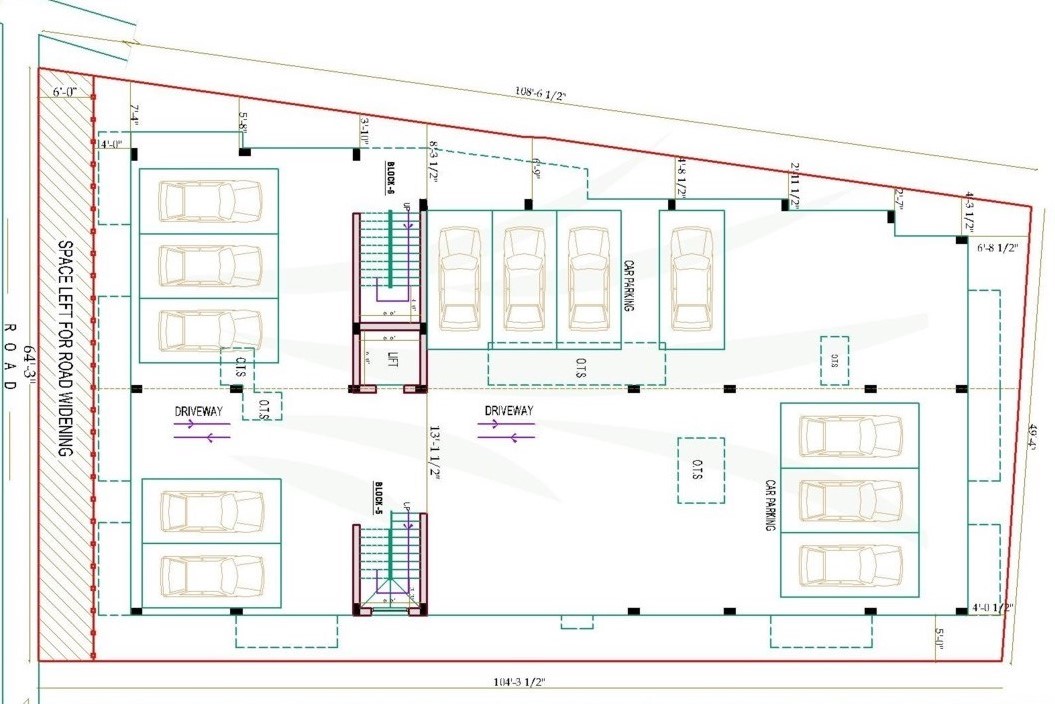 108'-6 1/2"
6'-0"
7'-4"
5'-8"
3'-10"
8'-3 1/2"
6'-9"
4'-8 1/2"
2'-11 1/2"
2'-7"
4'-3 1/2"
6'-8 1/2"
4'-0"
BLOCK-6
UP
CAR PARKING
LIFT
O.T.S
O.T.S
O.T.S
O.T.S
SPACE LEFT FOR ROAD WIDENING
64'-3"
ROAD
DRIVEWAY
DRIVEWAY
13'-1 1/2"
49'-4"
O.T.S
CAR PARKING
BLOCK-5
UP
4'-0 1/2"
5'-0"
104'-3 1/2"